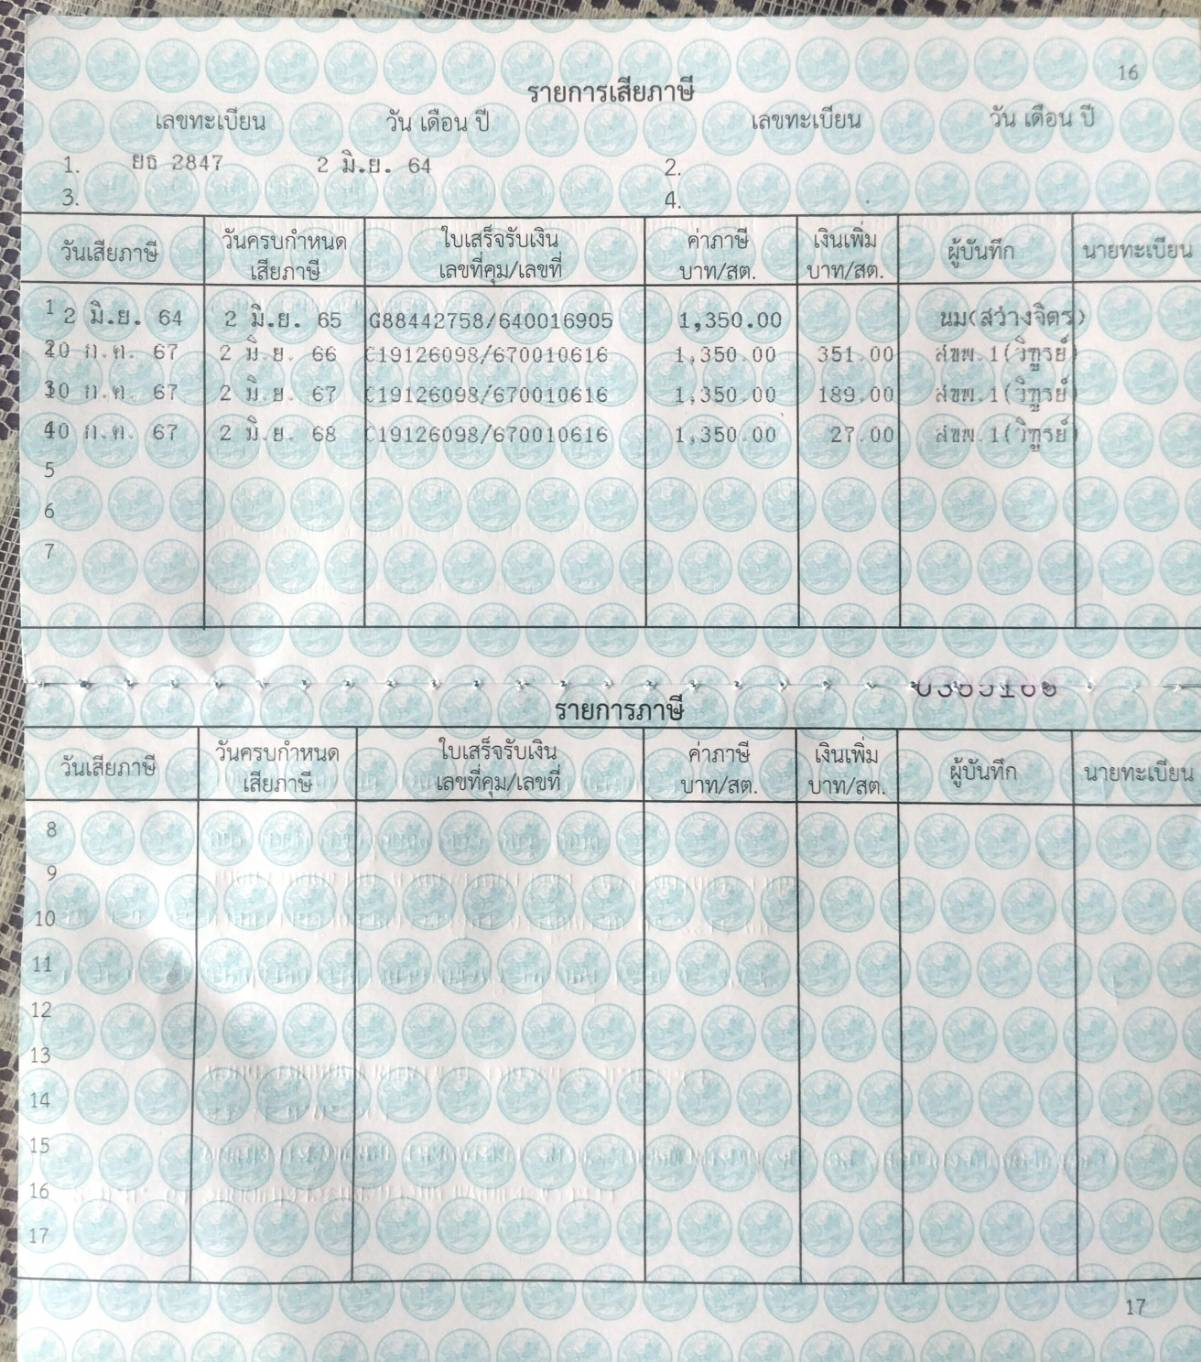 16
รายการเสียภาษี
เลขทะเบียน วัน เดือน ปี เลขทะเบียน วัน เดือน ปี
1. ยธ 2847 2 มิ.ย. 64 2.
3. 4.
วันเสียภาษี วันครบกำหนด เสียภาษี ใบเสร็จรับเงิน เลขที่คุม/เลขที่ ค่าภาษี บาท/สต. เงินเพิ่ม บาท/สต. ผู้บันทึก นายทะเบียน
1 2 มิ.ย. 64 2 มิ.ย. 65 G88442758/640016905 1,350.00 นม(สว่างจิตร)
ก.ค. 67 2 มิ.ย. 66 C19126098/670010616 1,350.00 351.00 สขพ.1(วิฑูรย์)
ก.ค. 67 2 มิ.ย. 67 C19126098/670010616 1,350.00 189.00 สขพ.1(วิฑูรย์)
ก.ค. 67 2 มิ.ย. 68 C19126098/670010616 1,350.00 27.00 สขพ.1(วิฑูรย์)
5
6
7
รายการภาษี
วันเสียภาษี วันครบกำหนด เสียภาษี ใบเสร็จรับเงิน เลขที่คุม/เลขที่ ค่าภาษี บาท/สต. เงินเพิ่ม บาท/สต. ผู้บันทึก นายทะเบียน
8
9
10
11
12
13
14
15
16
17
17